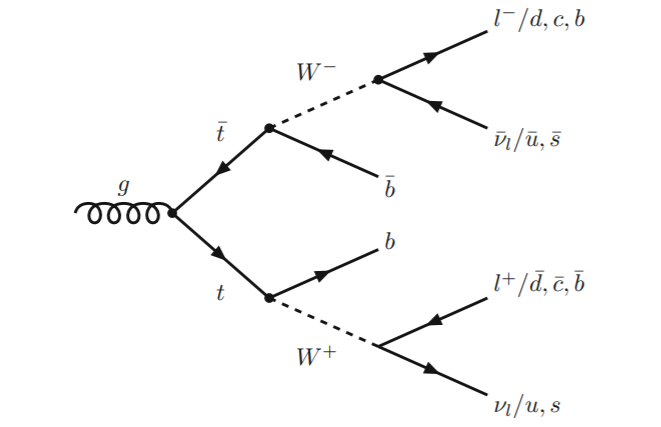 l⁻/d, c, b
W⁻
t̄
ν̄ₗ/ū, s̄
g
b̄
b
l⁺/d̄, c̄, b̄
t
W⁺
νₗ/u, s